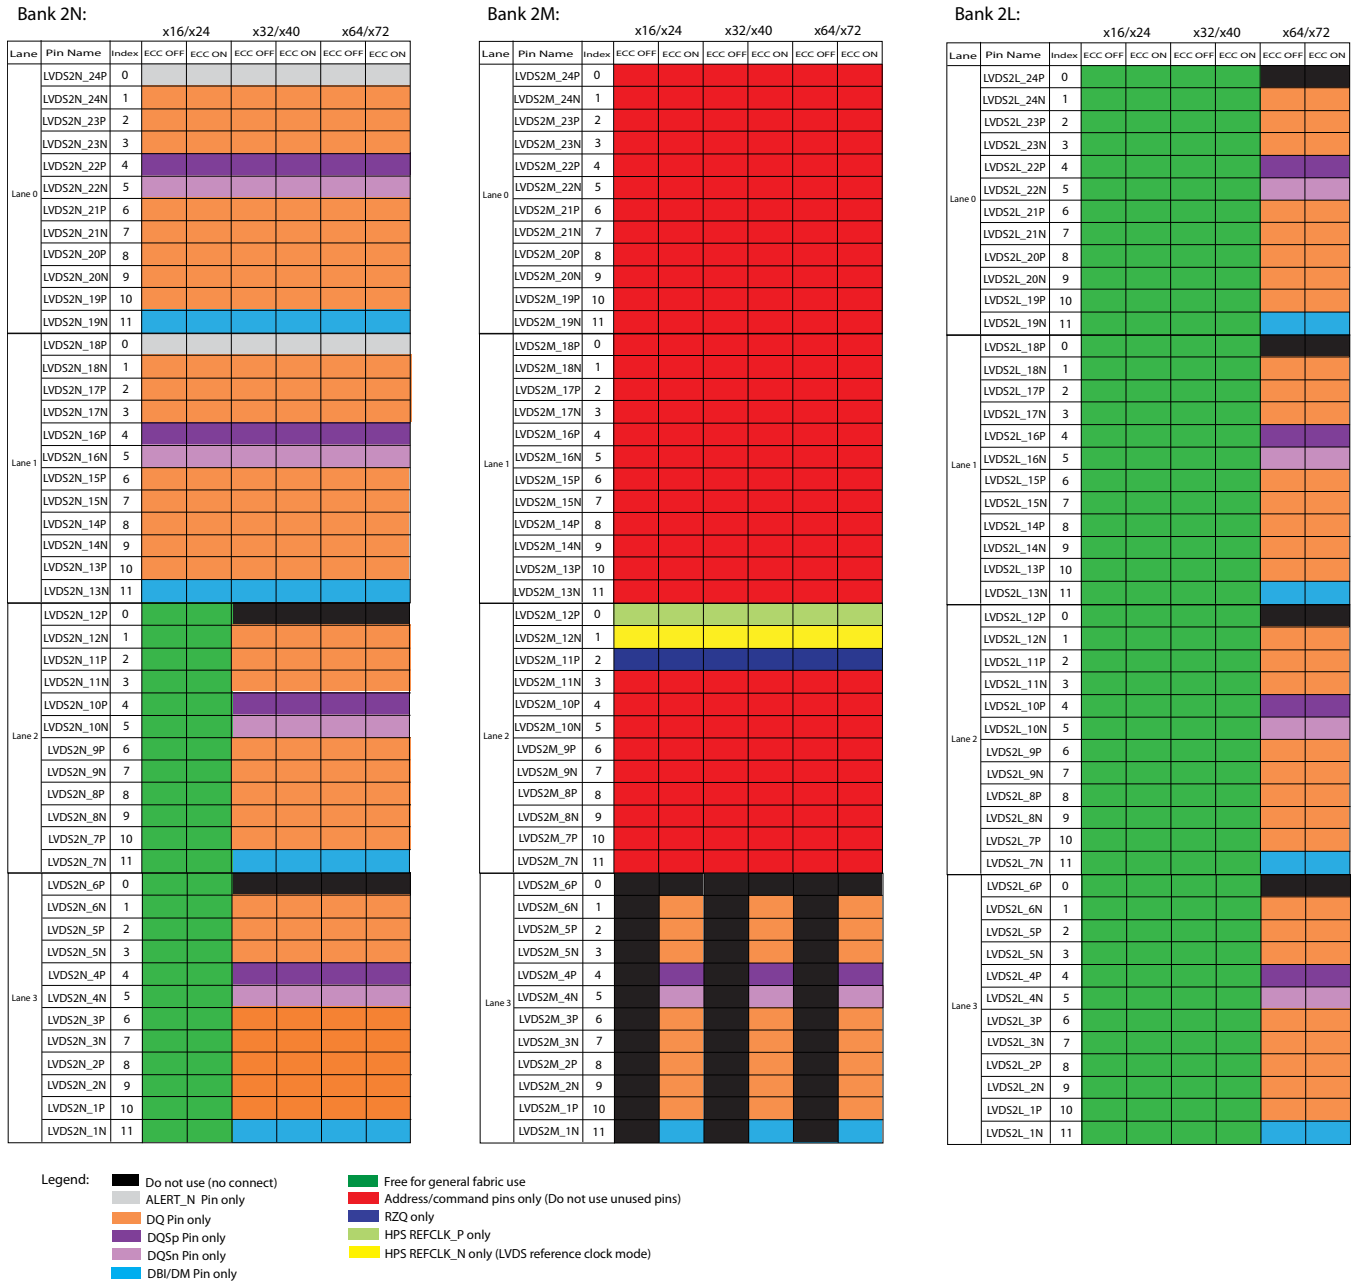 Bank 2N:
x16/x24 x32/x40 x64/x72
Lane Pin Name Index ECC OFF ECC ON ECC OFF ECC ON ECC OFF ECC ON
Lane 0
LVDS2N_24P 0
LVDS2N_24N 1
LVDS2N_23P 2
LVDS2N_23N 3
LVDS2N_22P 4
LVDS2N_22N 5
LVDS2N_21P 6
LVDS2N_21N 7
LVDS2N_20P 8
LVDS2N_20N 9
LVDS2N_19P 10
LVDS2N_19N 11
Lane 1
LVDS2N_18P 0
LVDS2N_18N 1
LVDS2N_17P 2
LVDS2N_17N 3
LVDS2N_16P 4
LVDS2N_16N 5
LVDS2N_15P 6
LVDS2N_15N 7
LVDS2N_14P 8
LVDS2N_14N 9
LVDS2N_13P 10
LVDS2N_13N 11
Lane 2
LVDS2N_12P 0
LVDS2N_12N 1
LVDS2N_11P 2
LVDS2N_11N 3
LVDS2N_10P 4
LVDS2N_10N 5
LVDS2N_9P 6
LVDS2N_9N 7
LVDS2N_8P 8
LVDS2N_8N 9
LVDS2N_7P 10
LVDS2N_7N 11
Lane 3
LVDS2N_6P 0
LVDS2N_6N 1
LVDS2N_5P 2
LVDS2N_5N 3
LVDS2N_4P 4
LVDS2N_4N 5
LVDS2N_3P 6
LVDS2N_3N 7
LVDS2N_2P 8
LVDS2N_2N 9
LVDS2N_1P 10
LVDS2N_1N 11
Bank 2M:
x16/x24 x32/x40 x64/x72
Lane Pin Name Index ECC OFF ECC ON ECC OFF ECC ON ECC OFF ECC ON
Lane 0
LVDS2M_24P 0
LVDS2M_24N 1
LVDS2M_23P 2
LVDS2M_23N 3
LVDS2M_22P 4
LVDS2M_22N 5
LVDS2M_21P 6
LVDS2M_21N 7
LVDS2M_20P 8
LVDS2M_20N 9
LVDS2M_19P 10
LVDS2M_19N 11
Lane 1
LVDS2M_18P 0
LVDS2M_18N 1
LVDS2M_17P 2
LVDS2M_17N 3
LVDS2M_16P 4
LVDS2M_16N 5
LVDS2M_15P 6
LVDS2M_15N 7
LVDS2M_14P 8
LVDS2M_14N 9
LVDS2M_13P 10
LVDS2M_13N 11
Lane 2
LVDS2M_12P 0
LVDS2M_12N 1
LVDS2M_11P 2
LVDS2M_11N 3
LVDS2M_10P 4
LVDS2M_10N 5
LVDS2M_9P 6
LVDS2M_9N 7
LVDS2M_8P 8
LVDS2M_8N 9
LVDS2M_7P 10
LVDS2M_7N 11
Lane 3
LVDS2M_6P 0
LVDS2M_6N 1
LVDS2M_5P 2
LVDS2M_5N 3
LVDS2M_4P 4
LVDS2M_4N 5
LVDS2M_3P 6
LVDS2M_3N 7
LVDS2M_2P 8
LVDS2M_2N 9
LVDS2M_1P 10
LVDS2M_1N 11
Bank 2L:
x16/x24 x32/x40 x64/x72
Lane Pin Name Index ECC OFF ECC ON ECC OFF ECC ON ECC OFF ECC ON
Lane 0
LVDS2L_24P 0
LVDS2L_24N 1
LVDS2L_23P 2
LVDS2L_23N 3
LVDS2L_22P 4
LVDS2L_22N 5
LVDS2L_21P 6
LVDS2L_21N 7
LVDS2L_20P 8
LVDS2L_20N 9
LVDS2L_19P 10
LVDS2L_19N 11
Lane 1
LVDS2L_18P 0
LVDS2L_18N 1
LVDS2L_17P 2
LVDS2L_17N 3
LVDS2L_16P 4
LVDS2L_16N 5
LVDS2L_15P 6
LVDS2L_15N 7
LVDS2L_14P 8
LVDS2L_14N 9
LVDS2L_13P 10
LVDS2L_13N 11
Lane 2
LVDS2L_12P 0
LVDS2L_12N 1
LVDS2L_11P 2
LVDS2L_11N 3
LVDS2L_10P 4
LVDS2L_10N 5
LVDS2L_9P 6
LVDS2L_9N 7
LVDS2L_8P 8
LVDS2L_8N 9
LVDS2L_7P 10
LVDS2L_7N 11
Lane 3
LVDS2L_6P 0
LVDS2L_6N 1
LVDS2L_5P 2
LVDS2L_5N 3
LVDS2L_4P 4
LVDS2L_4N 5
LVDS2L_3P 6
LVDS2L_3N 7
LVDS2L_2P 8
LVDS2L_2N 9
LVDS2L_1P 10
LVDS2L_1N 11
Legend:
Do not use (no connect)
ALERT_N Pin only
DQ Pin only
DQSp Pin only
DQSn Pin only
DBI/DM Pin only
Free for general fabric use
Address/command pins only (Do not use unused pins)
RZQ only
HPS REFCLK_P only
HPS REFCLK_N only (LVDS reference clock mode)